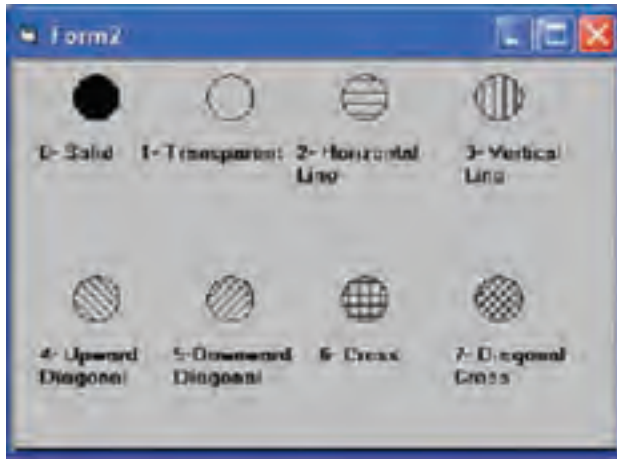 Form2
0- Solid
1- Transparent
2- Horizontal
Line
3- Vertical
Line
4- Upward
Diagonal
5-Downward
Diagonal
6- Cross
7- Diagonal
Cross